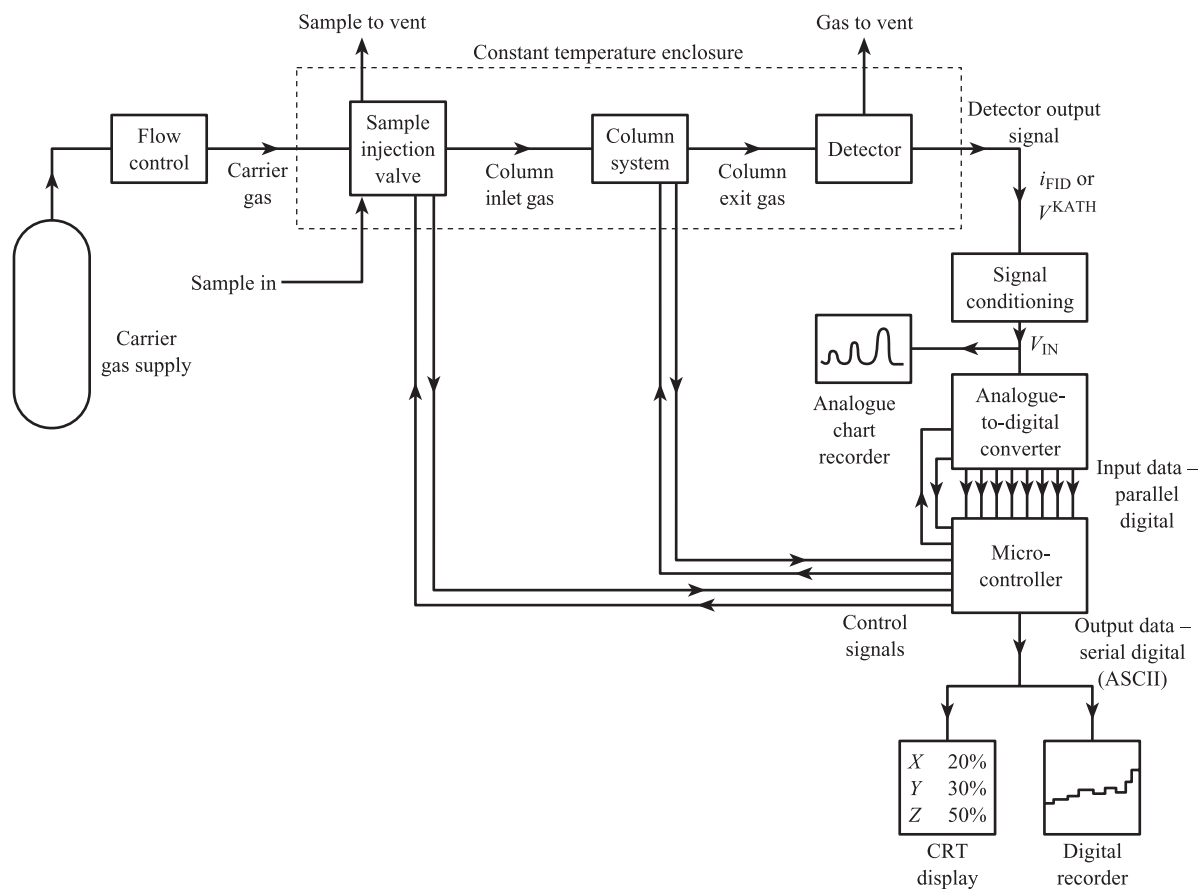 Sample to vent
Gas to vent
Constant temperature enclosure
Flow
control
Carrier
gas
Sample
injection
valve
Column
inlet gas
Column
system
Column
exit gas
Detector
Detector output
signal
i_FID or
V^KATH
Sample in
Carrier
gas supply
Signal
conditioning
V_IN
Analogue
chart
recorder
Analogue-
to-digital
converter
Input data –
parallel
digital
Micro-
controller
Control
signals
Output data –
serial digital
(ASCII)
X 20%
Y 30%
Z 50%
CRT
display
Digital
recorder